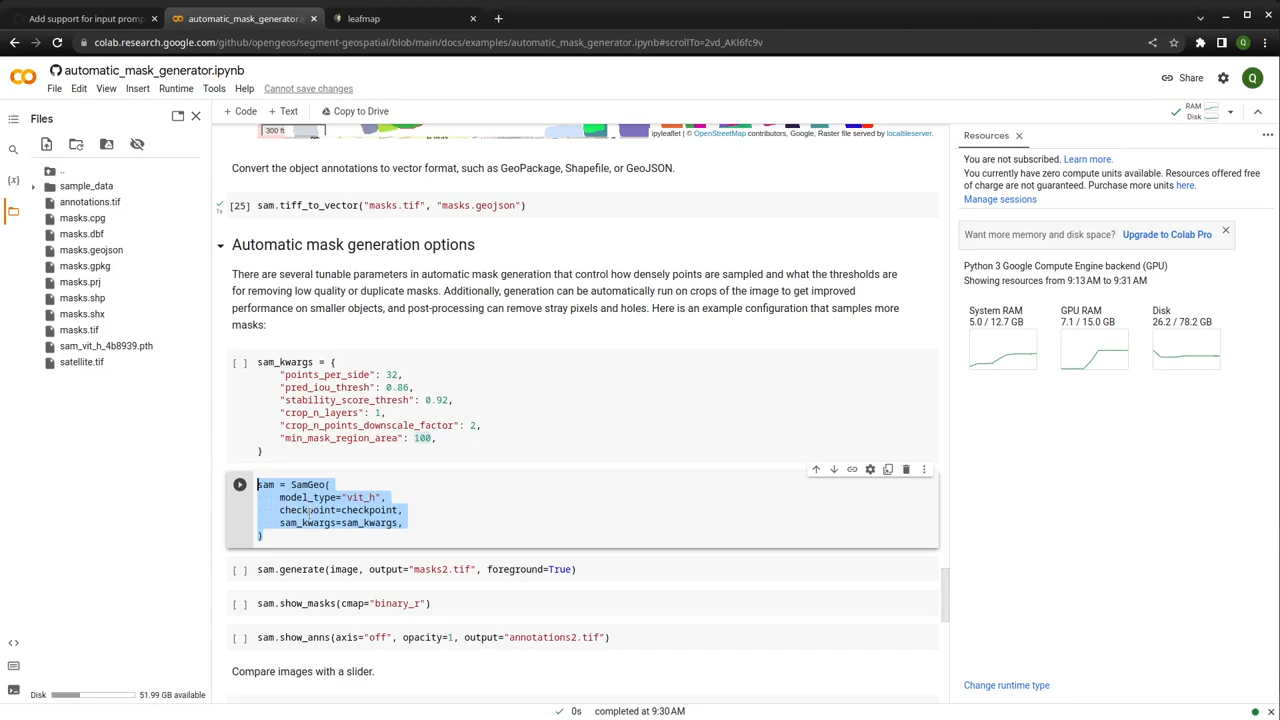 Add support for input promp
automatic_mask_generator.i
leafmap
colab.research.google.com/github/opengeos/segment-geospatial/blob/main/docs/examples/automatic_mask_generator.ipynb#scrollTo=2vd_AKl6fc9v
automatic_mask_generator.ipynb
File Edit View Insert Runtime Tools Help Cannot save changes
Share
Q
Files
+ Code + Text Copy to Drive
RAM
Disk
..
sample_data
annotations.tif
masks.cpg
masks.dbf
masks.geojson
masks.gpkg
masks.prj
masks.shp
masks.shx
masks.tif
sam_vit_h_4b8939.pth
satellite.tif
Disk 51.99 GB available
300 ft
ipyleaflet | © OpenStreetMap contributors, Google, Raster file served by localtileserver.
Convert the object annotations to vector format, such as GeoPackage, Shapefile, or GeoJSON.
[25] sam.tiff_to_vector("masks.tif", "masks.geojson")
1s
Automatic mask generation options
There are several tunable parameters in automatic mask generation that control how densely points are sampled and what the thresholds are
for removing low quality or duplicate masks. Additionally, generation can be automatically run on crops of the image to get improved
performance on smaller objects, and post-processing can remove stray pixels and holes. Here is an example configuration that samples more
masks:
[ ] sam_kwargs = {
"points_per_side": 32,
"pred_iou_thresh": 0.86,
"stability_score_thresh": 0.92,
"crop_n_layers": 1,
"crop_n_points_downscale_factor": 2,
"min_mask_region_area": 100,
}
sam = SamGeo(
model_type="vit_h",
checkpoint=checkpoint,
sam_kwargs=sam_kwargs,
)
[ ] sam.generate(image, output="masks2.tif", foreground=True)
[ ] sam.show_masks(cmap="binary_r")
[ ] sam.show_anns(axis="off", opacity=1, output="annotations2.tif")
Compare images with a slider.
Resources
You are not subscribed. Learn more.
You currently have zero compute units available. Resources offered free
of charge are not guaranteed. Purchase more units here.
Manage sessions
Want more memory and disk space? Upgrade to Colab Pro
Python 3 Google Compute Engine backend (GPU)
Showing resources from 9:13 AM to 9:31 AM
System RAM
5.0 / 12.7 GB
GPU RAM
7.1 / 15.0 GB
Disk
26.2 / 78.2 GB
Change runtime type
0s completed at 9:30 AM